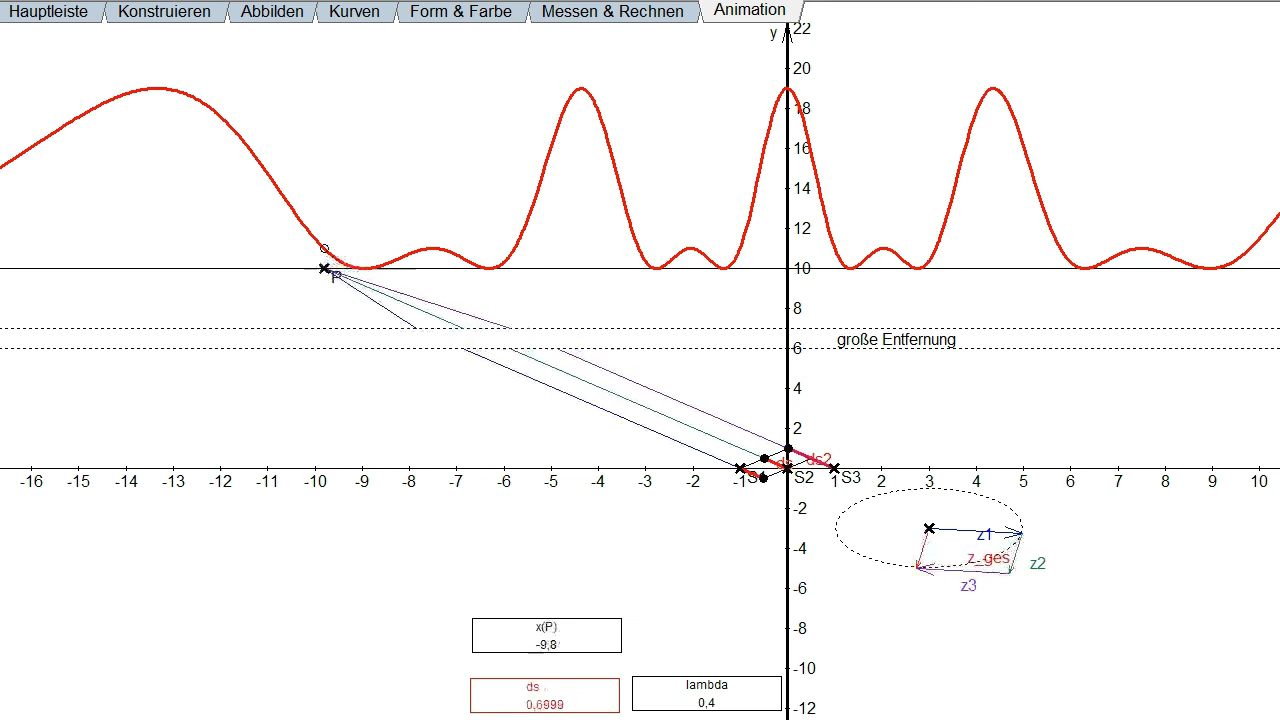 Hauptleiste Konstruieren Abbilden Kurven Form & Farbe Messen & Rechnen Animation
y 22
20
18
16
14
12
10
P
8
große Entfernung
6
4
2
ds ds2
S2 S3
-16 -15 -14 -13 -12 -11 -10 -9 -8 -7 -6 -5 -4 -3 -2 -1 1 2 3 4 5 6 7 8 9 10
-2
z1
-4
z_ges z2
z3
-6
x(P)
-9,8
-8
-10
ds
0,6999
lambda
0,4
-12